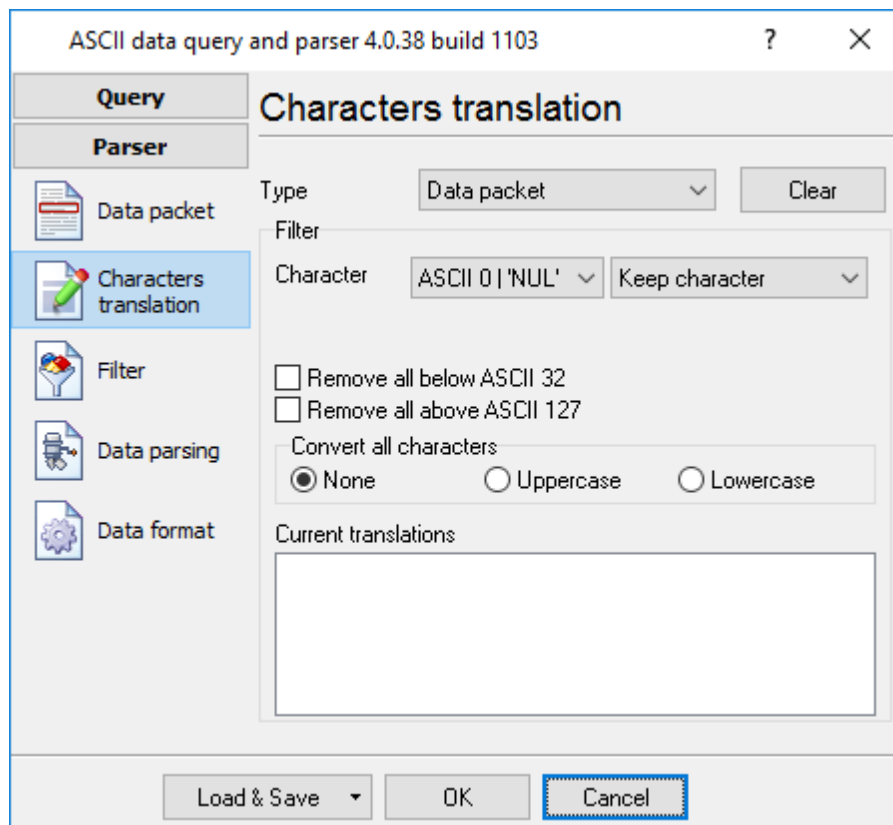 ASCII data query and parser 4.0.38 build 1103
?
Query
Parser
Data packet
Characters
translation
Filter
Data parsing
Data format
Characters translation
Type
Data packet
Clear
Filter
Character
ASCII 0 | 'NUL'
Keep character
Remove all below ASCII 32
Remove all above ASCII 127
Convert all characters
None
Uppercase
Lowercase
Current translations
Load & Save
OK
Cancel